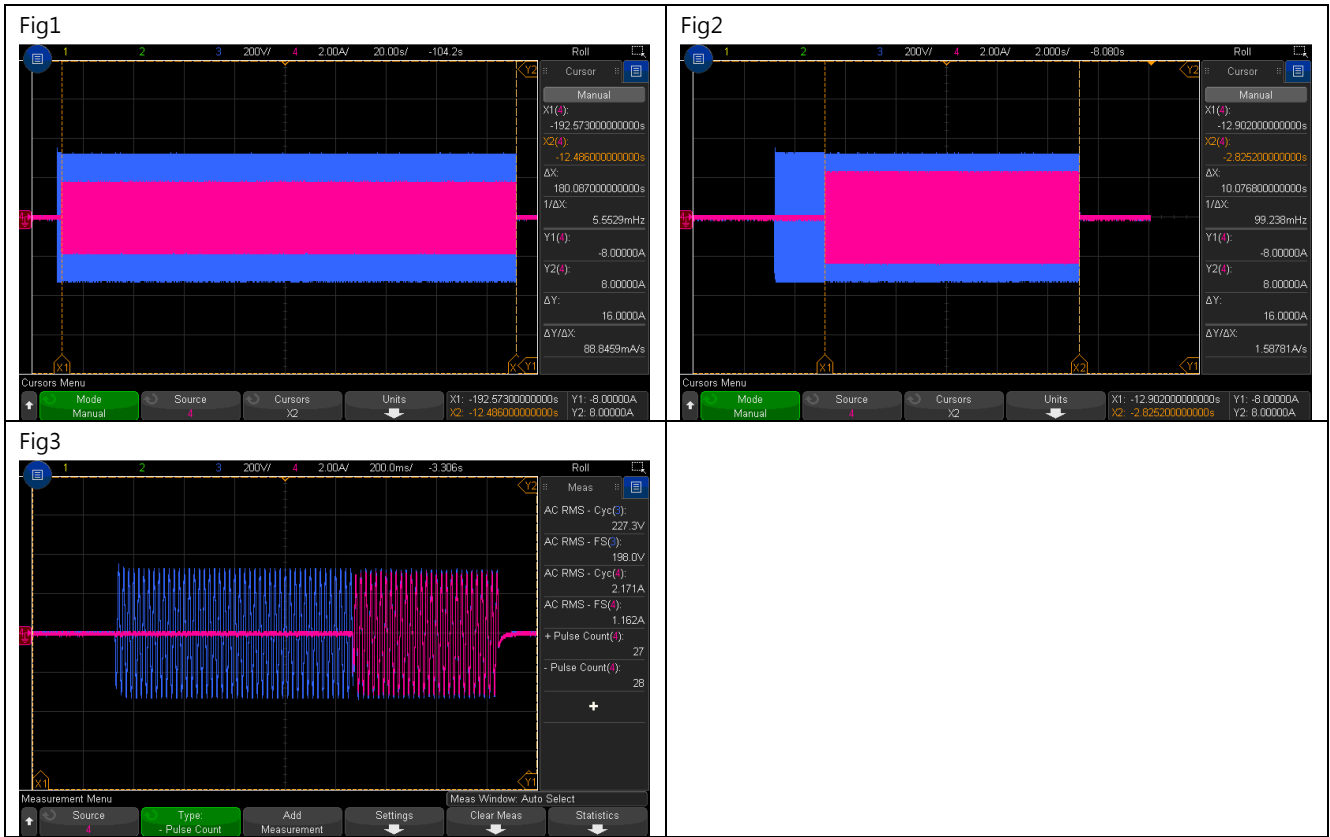 Fig1
1 2 3 200V/ 4 2.00A/ 20.00s/ -104.2s Roll
Y2
Cursor
Manual
X1(4):
-192.573000000000s
X2(4):
-12.486000000000s
ΔX:
180.087000000000s
1/ΔX:
5.5529mHz
Y1(4):
-8.00000A
Y2(4):
8.00000A
ΔY:
16.0000A
ΔY/ΔX:
88.8459mA/s
X1 X Y1
Cursors Menu
Mode Source Cursors Units X1: -192.573000000000s Y1: -8.00000A
Manual 4 X2 X2: -12.486000000000s Y2: 8.00000A
Fig2
1 2 3 200V/ 4 2.00A/ 2.000s/ -8.080s Roll
Y2
Cursor
Manual
X1(4):
-12.902000000000s
X2(4):
-2.825200000000s
ΔX:
10.076800000000s
1/ΔX:
99.238mHz
Y1(4):
-8.00000A
Y2(4):
8.00000A
ΔY:
16.0000A
ΔY/ΔX:
1.58781A/s
X1 X2 Y1
Cursors Menu
Mode Source Cursors Units X1: -12.902000000000s Y1: -8.00000A
Manual 4 X2 X2: -2.825200000000s Y2: 8.00000A
Fig3
1 2 3 200V/ 4 2.00A/ 200.0ms/ -3.306s Roll
Y2
Meas
AC RMS - Cyc(3):
227.3V
AC RMS - FS(3):
198.0V
AC RMS - Cyc(4):
2.171A
AC RMS - FS(4):
1.162A
+ Pulse Count(4):
27
- Pulse Count(4):
28
X1 Y1
Measurement Menu Meas Window: Auto Select
Source Type: Add Settings Clear Meas Statistics
4 - Pulse Count Measurement